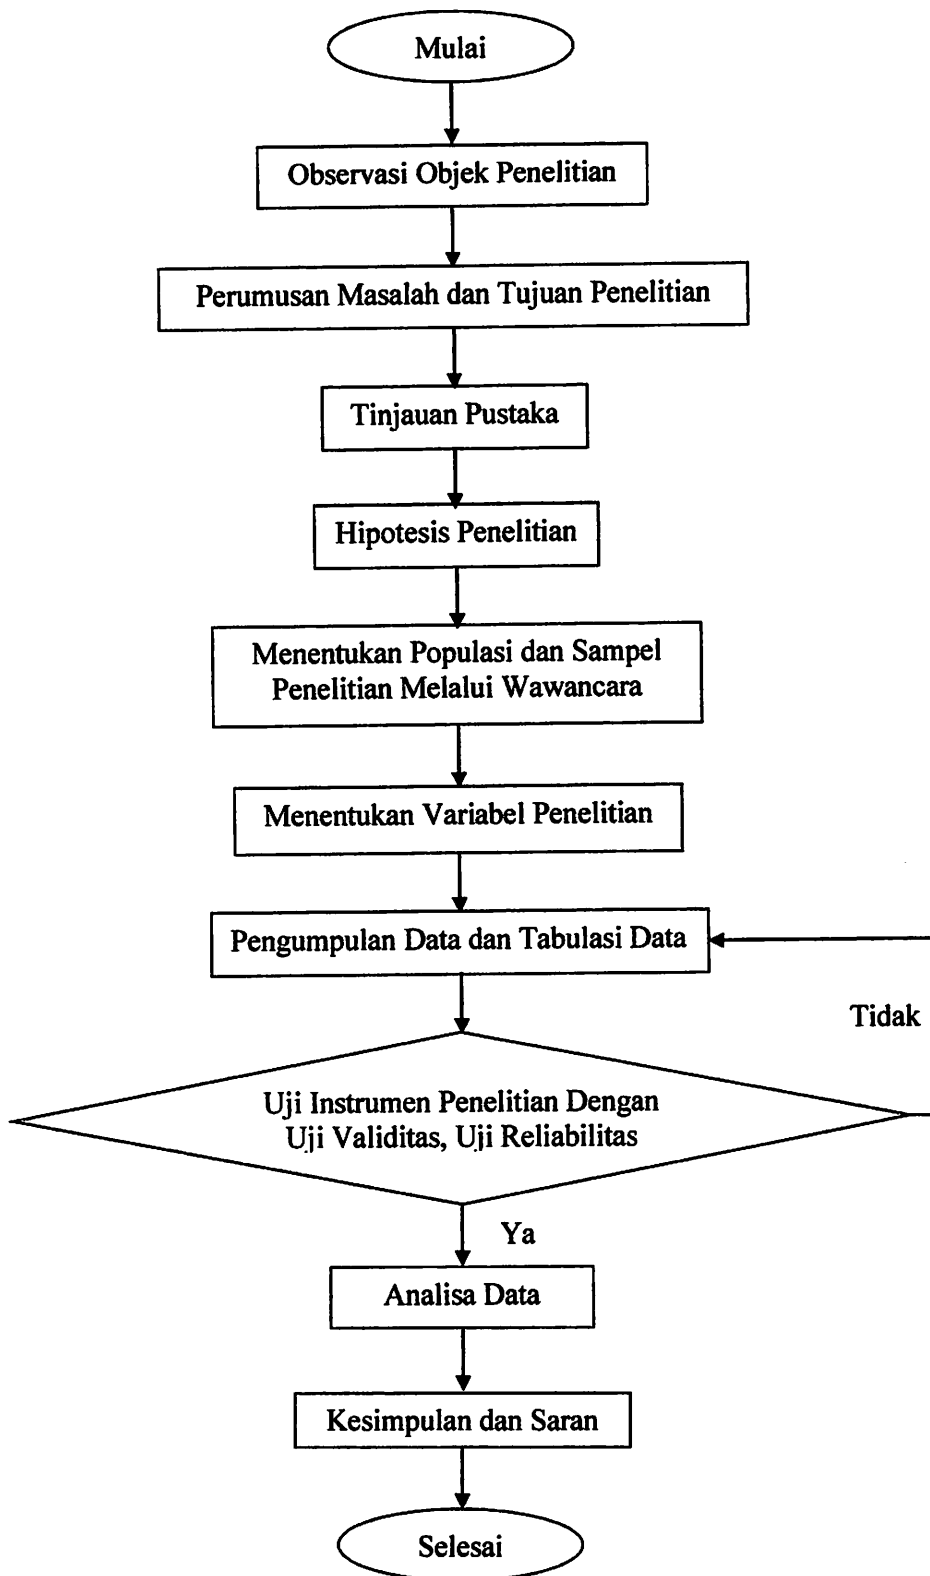 Mulai
Observasi Objek Penelitian
Perumusan Masalah dan Tujuan Penelitian
Tinjauan Pustaka
Hipotesis Penelitian
Menentukan Populasi dan Sampel
Penelitian Melalui Wawancara
Menentukan Variabel Penelitian
Pengumpulan Data dan Tabulasi Data
Tidak
Uji Instrumen Penelitian Dengan
Uji Validitas, Uji Reliabilitas
Ya
Analisa Data
Kesimpulan dan Saran
Selesai